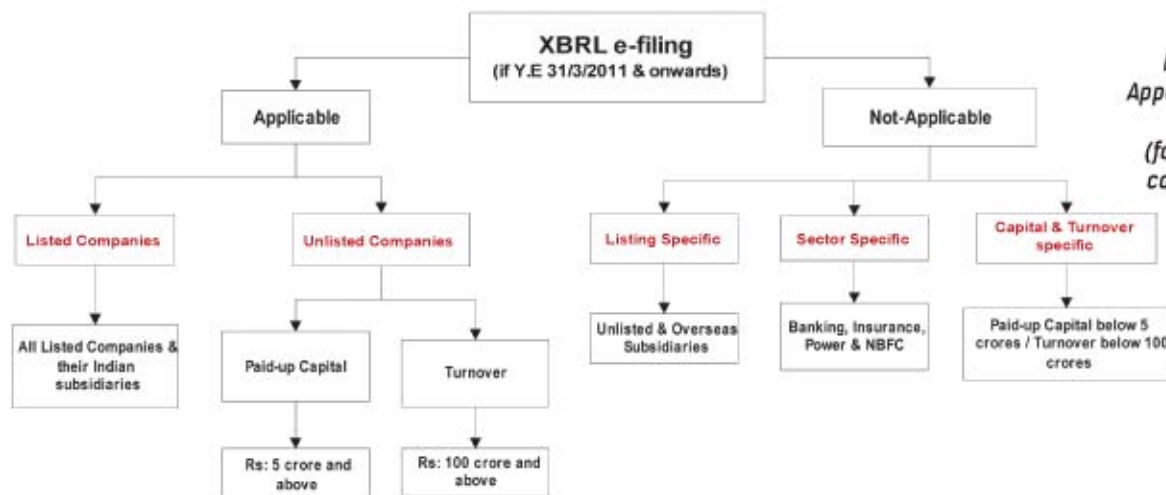 XBRL e-filing
(if Y.E 31/3/2011 & onwards)
Applicable
Not-Applicable
Listed Companies
Unlisted Companies
Listing Specific
Sector Specific
Capital & Turnover
specific
All Listed Companies &
their Indian
subsidiaries
Paid-up Capital
Turnover
Unlisted & Overseas
Subsidiaries
Banking, Insurance,
Power & NBFC
Paid-up Capital below 5
crores / Turnover below 100
crores
Rs: 5 crore and
above
Rs: 100 crore and
above